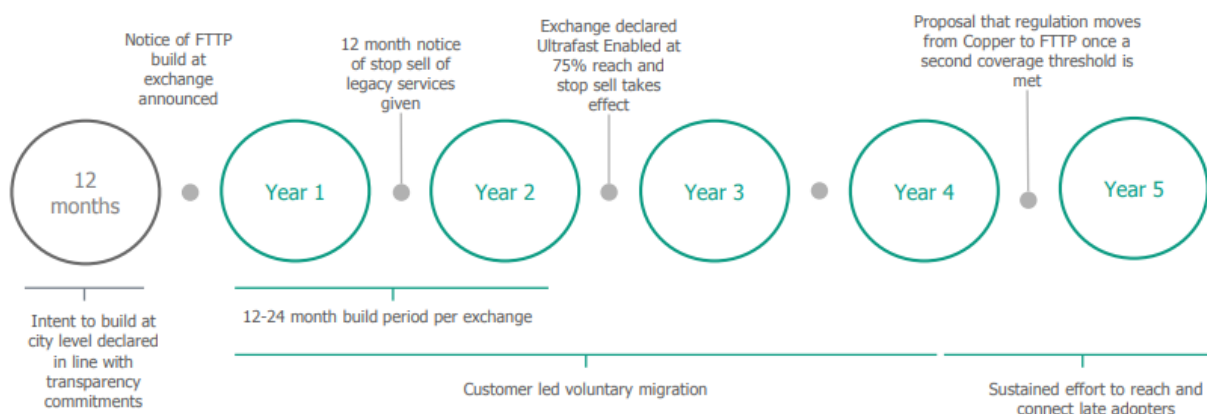 Notice of FTTP
build at
exchange
announced
12 month notice
of stop sell of
legacy services
given
Exchange declared
Ultrafast Enabled at
75% reach and
stop sell takes
effect
Proposal that regulation moves
from Copper to FTTP once a
second coverage threshold is
met
12
months
Year 1
Year 2
Year 3
Year 4
Year 5
Intent to build at
city level declared
in line with
transparency
commitments
12-24 month build period per exchange
Customer led voluntary migration
Sustained effort to reach and
connect late adopters